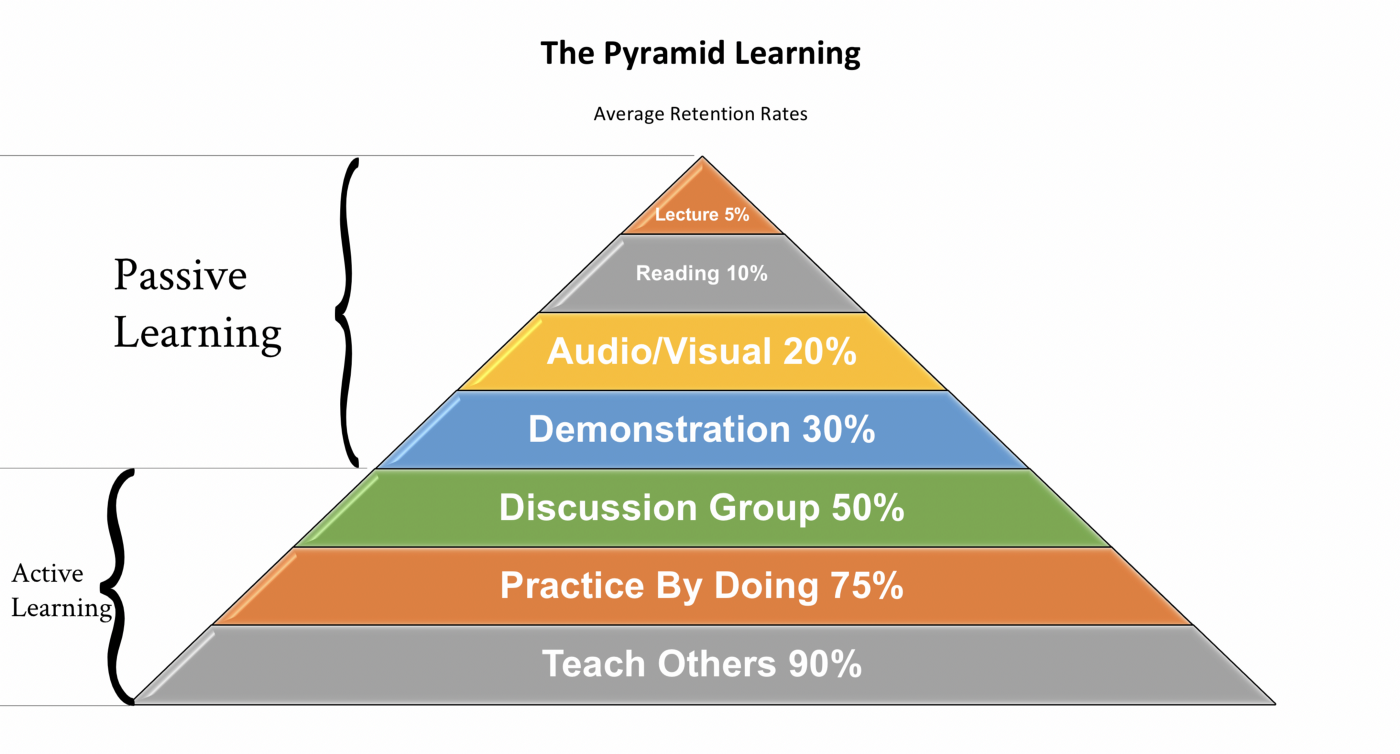 The Pyramid Learning
Average Retention Rates
Passive
Learning
Active
Learning
Lecture 5%
Reading 10%
Audio/Visual 20%
Demonstration 30%
Discussion Group 50%
Practice By Doing 75%
Teach Others 90%